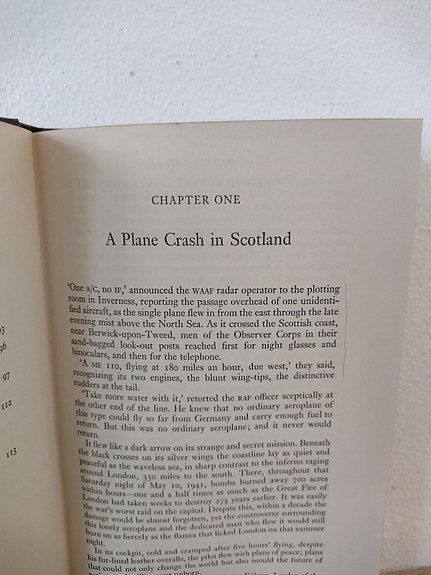 CHAPTER ONE
A Plane Crash in Scotland
'One A/C, no IF,' announced the WAAF radar operator to the plotting
room in Inverness, reporting the passage overhead of one unidenti-
fied aircraft, as the single plane flew in from the east through the late
evening mist above the North Sea. As it crossed the Scottish coast,
near Berwick-upon-Tweed, men of the Observer Corps in their
sand-bagged look-out posts reached first for night glasses and
binoculars, and then for the telephone.
'A ME 110, flying at 180 miles an hour, due west,' they said,
recognizing its two engines, the blunt wing-tips, the distinctive
rudders at the tail.
'Take more water with it,' retorted the RAF officer sceptically at
the other end of the line. He knew that no ordinary aeroplane of
this type could fly so far from Germany and carry enough fuel to
return. But this was no ordinary aeroplane; and it would never
return.
It flew like a dark arrow on its strange and secret mission. Beneath
the black crosses on its silver wings the coastline lay as quiet and
peaceful as the waveless sea, in sharp contrast to the inferno raging
around London, 350 miles to the south. There, throughout that
Saturday night of May 10, 1941, bombs burned away 700 acres
within hours—one and a half times as much as the Great Fire of
London had taken weeks to destroy 275 years earlier. It was easily
the war's worst raid on the capital. Despite this, within a decade the
damage would be almost forgotten, yet the controversy surrounding
this lonely aeroplane and the dedicated man who flew it would still
burn on as fiercely as the flames that licked London on that summer
night.
In its cockpit, cold and cramped after five hours' flying, despite
his fur-lined leather overalls, the pilot flew with plans of peace; plans
that could not only change the world but also mould the future of
unborn
97
112
113